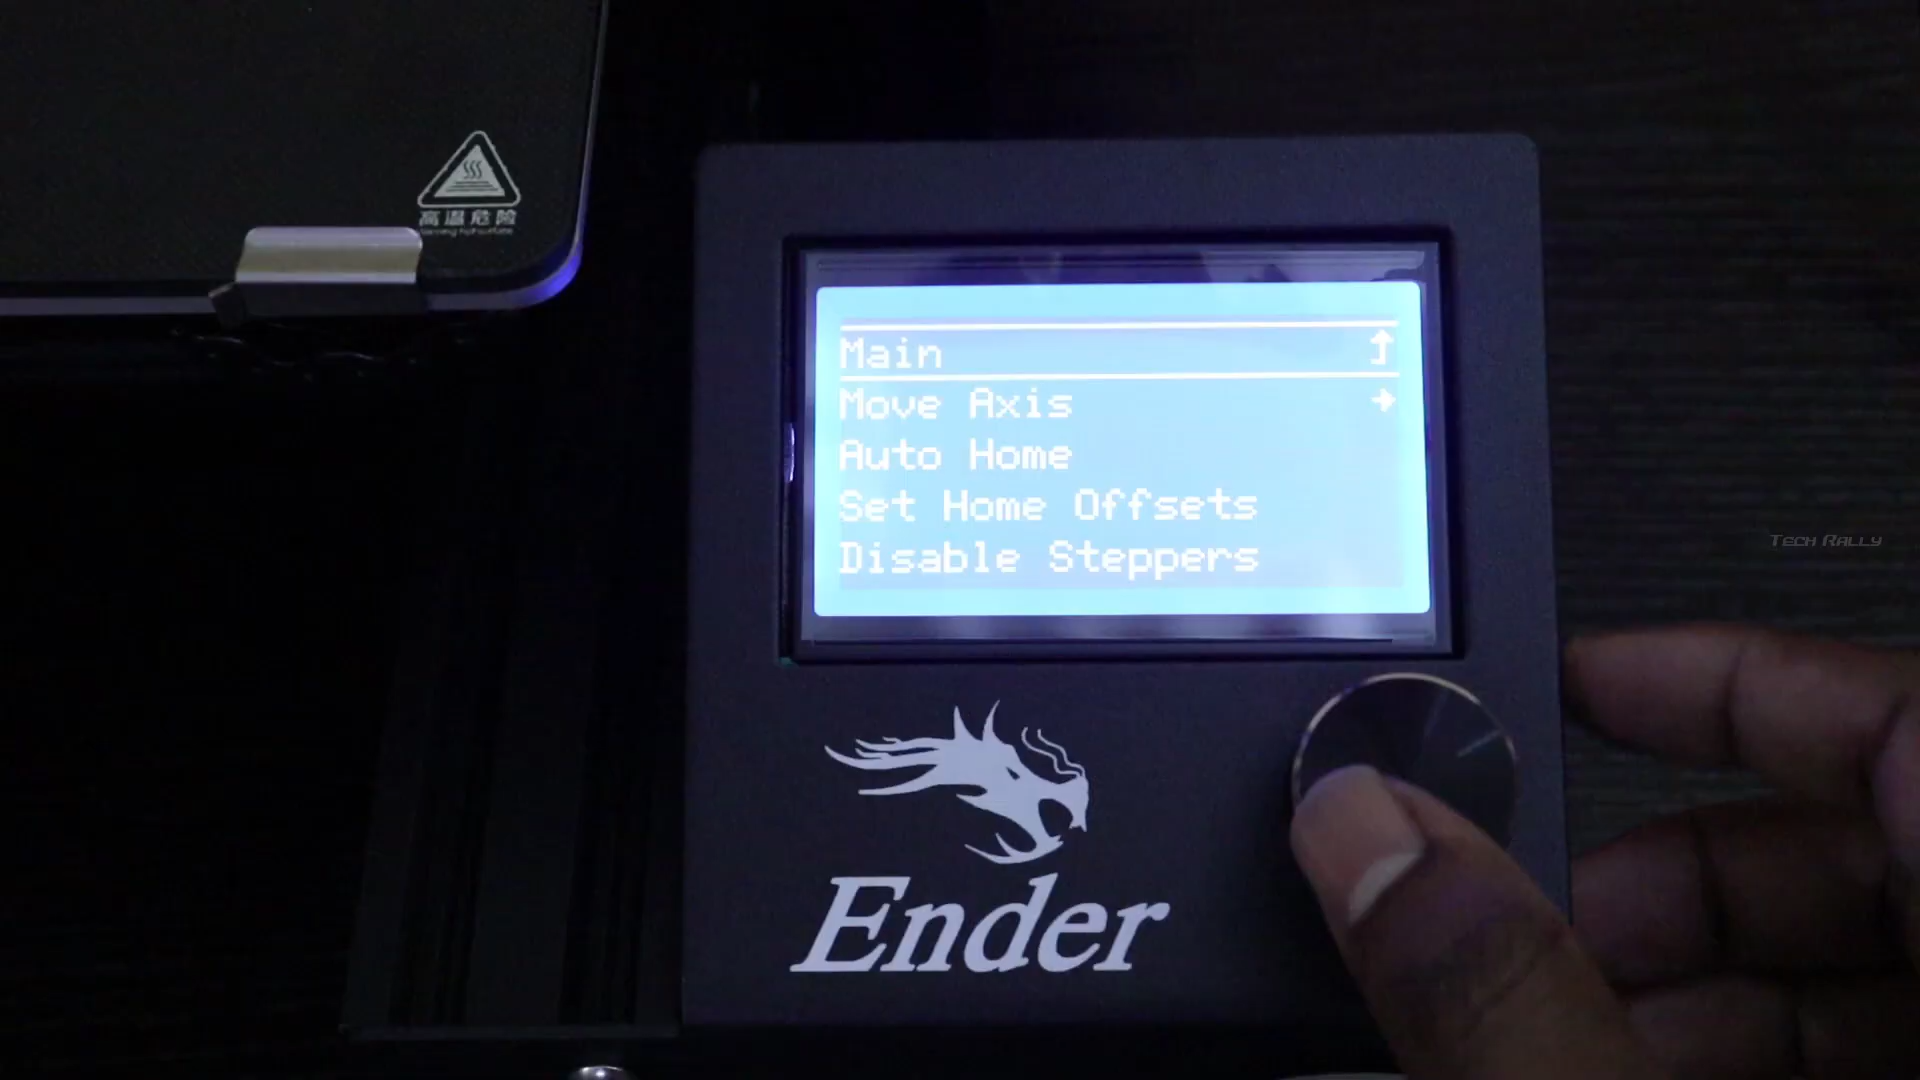 高温危险
Main
Move Axis
Auto Home
Set Home Offsets
Disable Steppers
Tech Rally
Ender